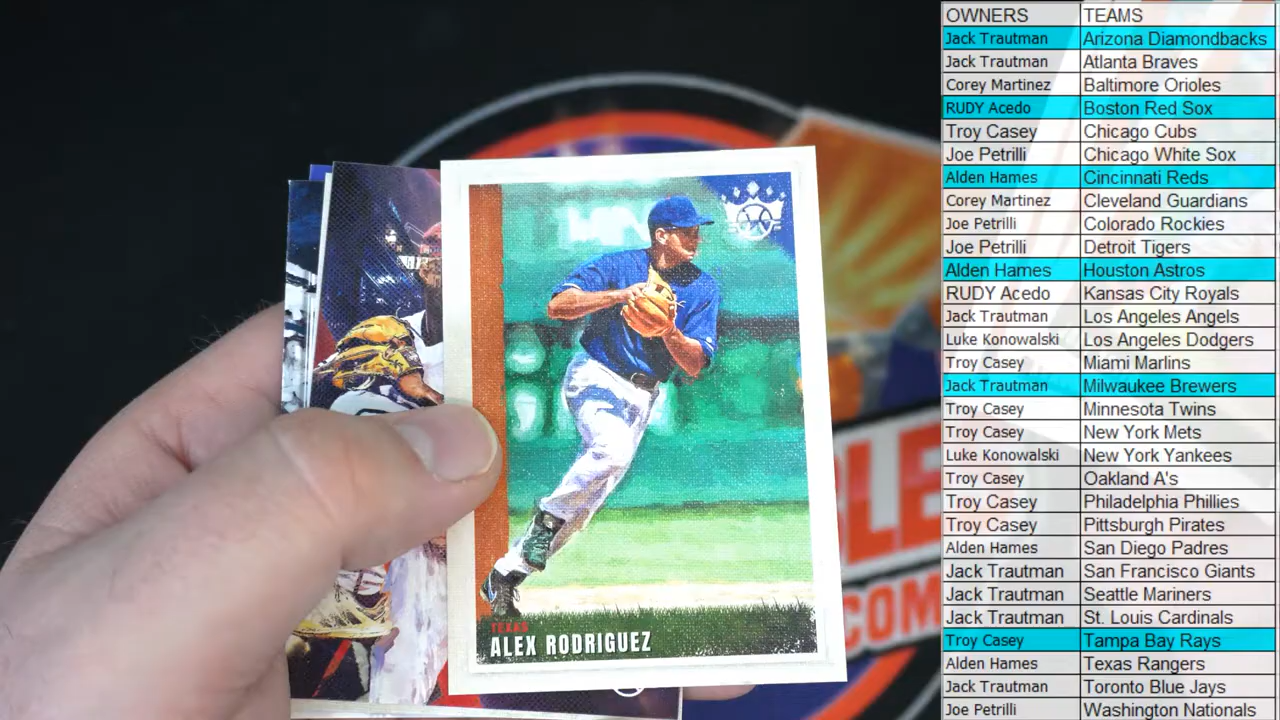 OWNERS TEAMS
Jack Trautman Arizona Diamondbacks
Jack Trautman Atlanta Braves
Corey Martinez Baltimore Orioles
RUDY Acedo Boston Red Sox
Troy Casey Chicago Cubs
Joe Petrilli Chicago White Sox
Alden Hames Cincinnati Reds
Corey Martinez Cleveland Guardians
Joe Petrilli Colorado Rockies
Joe Petrilli Detroit Tigers
Alden Hames Houston Astros
RUDY Acedo Kansas City Royals
Jack Trautman Los Angeles Angels
Luke Konowalski Los Angeles Dodgers
Troy Casey Miami Marlins
Jack Trautman Milwaukee Brewers
Troy Casey Minnesota Twins
Troy Casey New York Mets
Luke Konowalski New York Yankees
Troy Casey Oakland A's
Troy Casey Philadelphia Phillies
Troy Casey Pittsburgh Pirates
Alden Hames San Diego Padres
Jack Trautman San Francisco Giants
Jack Trautman Seattle Mariners
Jack Trautman St. Louis Cardinals
Troy Casey Tampa Bay Rays
Alden Hames Texas Rangers
Jack Trautman Toronto Blue Jays
Joe Petrilli Washington Nationals
TEXAS
ALEX RODRIGUEZ
BLE
.COM